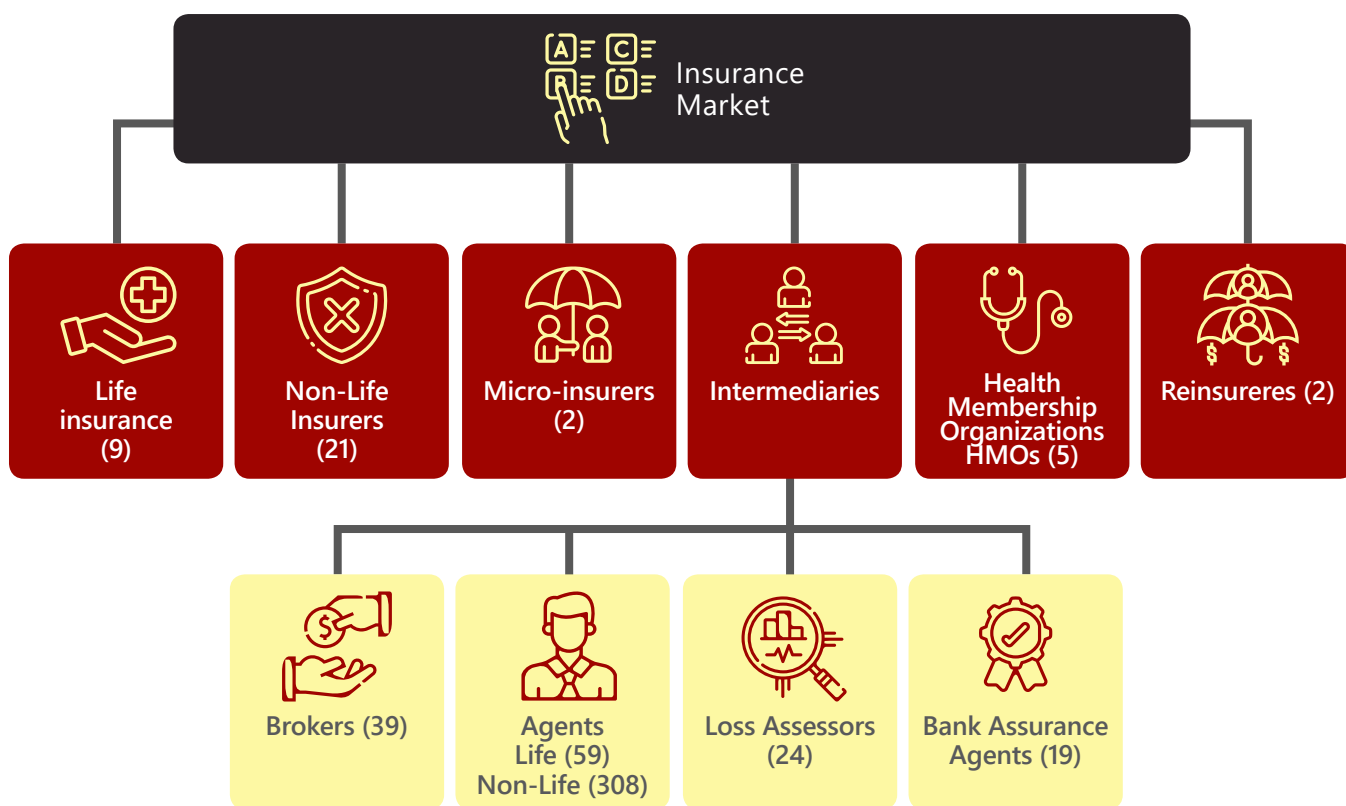 A C
B D
Insurance
Market
Life
insurance
(9)
Non-Life
Insurers
(21)
Micro-insurers
(2)
Intermediaries
Health
Membership
Organizations
HMOs (5)
$ $
Reinsureres (2)
$
Brokers (39)
Agents
Life (59)
Non-Life (308)
Loss Assessors
(24)
Bank Assurance
Agents (19)